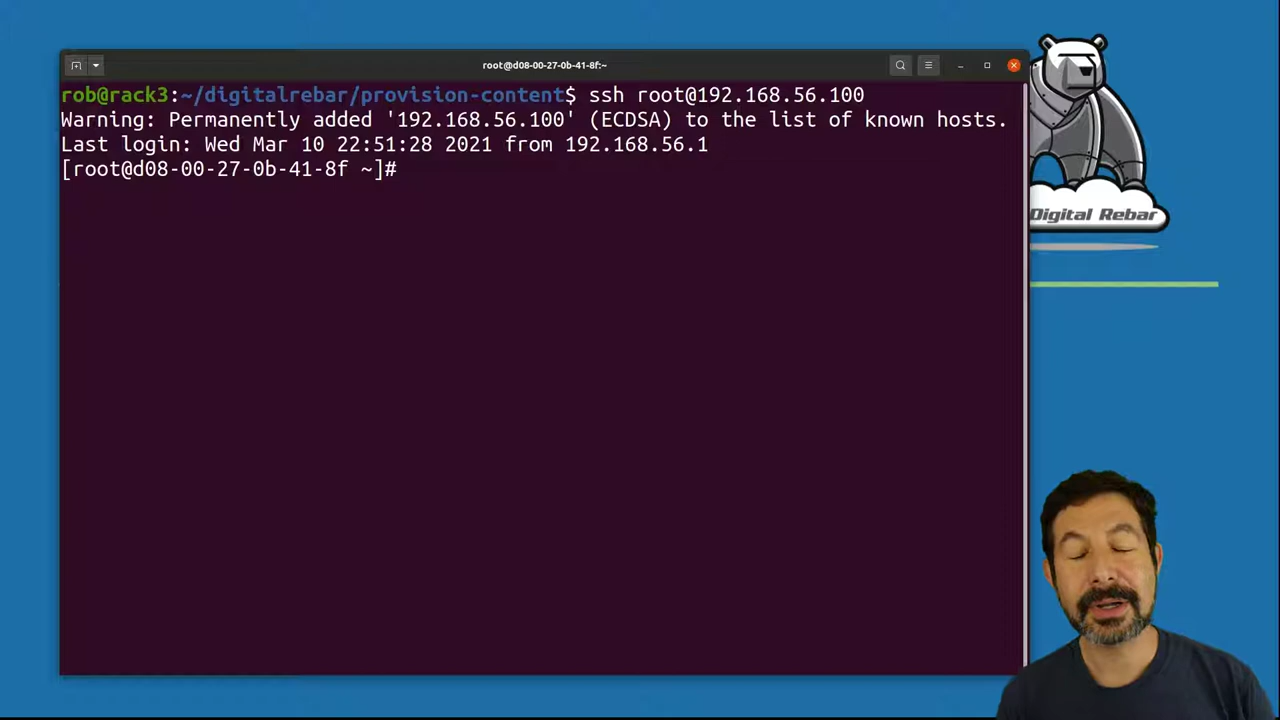 root@d08-00-27-0b-41-8f:~
rob@rack3:~/digitalrebar/provision-content$ ssh root@192.168.56.100
Warning: Permanently added '192.168.56.100' (ECDSA) to the list of known hosts.
Last login: Wed Mar 10 22:51:28 2021 from 192.168.56.1
[root@d08-00-27-0b-41-8f ~]#
Digital Rebar